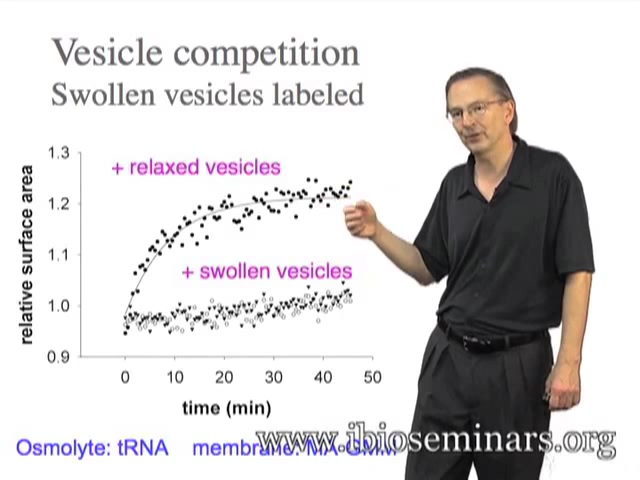 Vesicle competition
Swollen vesicles labeled
1.3
+ relaxed vesicles
1.2
relative surface area
1.1
+ swollen vesicles
1.0
0.9
0 10 20 30 40 50
time (min)
Osmolyte: tRNA membrane:
www.ibioseminars.org